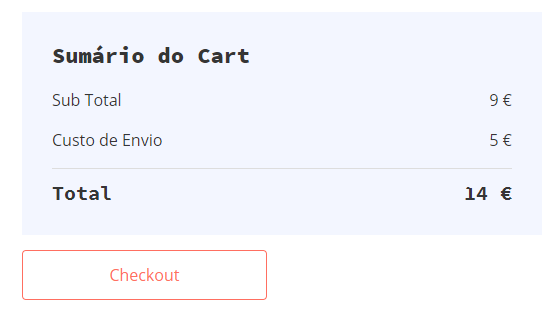 Sumário do Cart
Sub Total 9 €
Custo de Envio 5 €
Total 14 €
Checkout